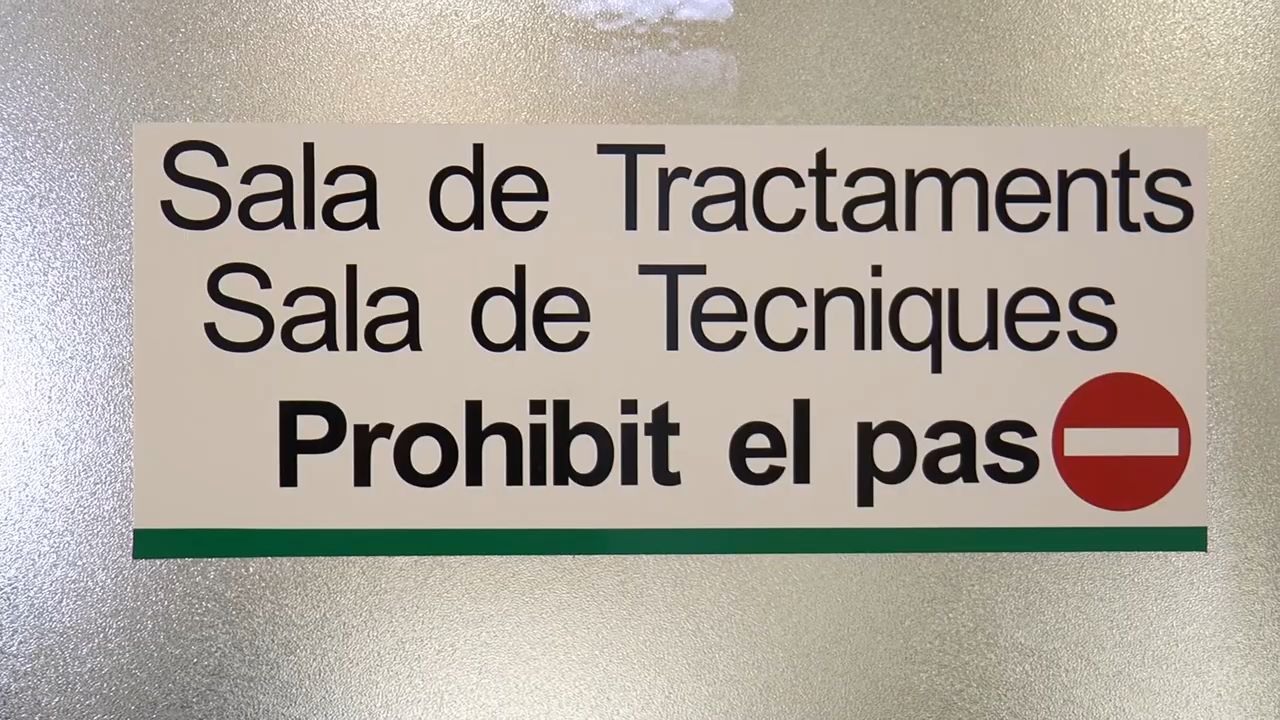 Sala de Tractaments
Sala de Tecniques
Prohibit el pas